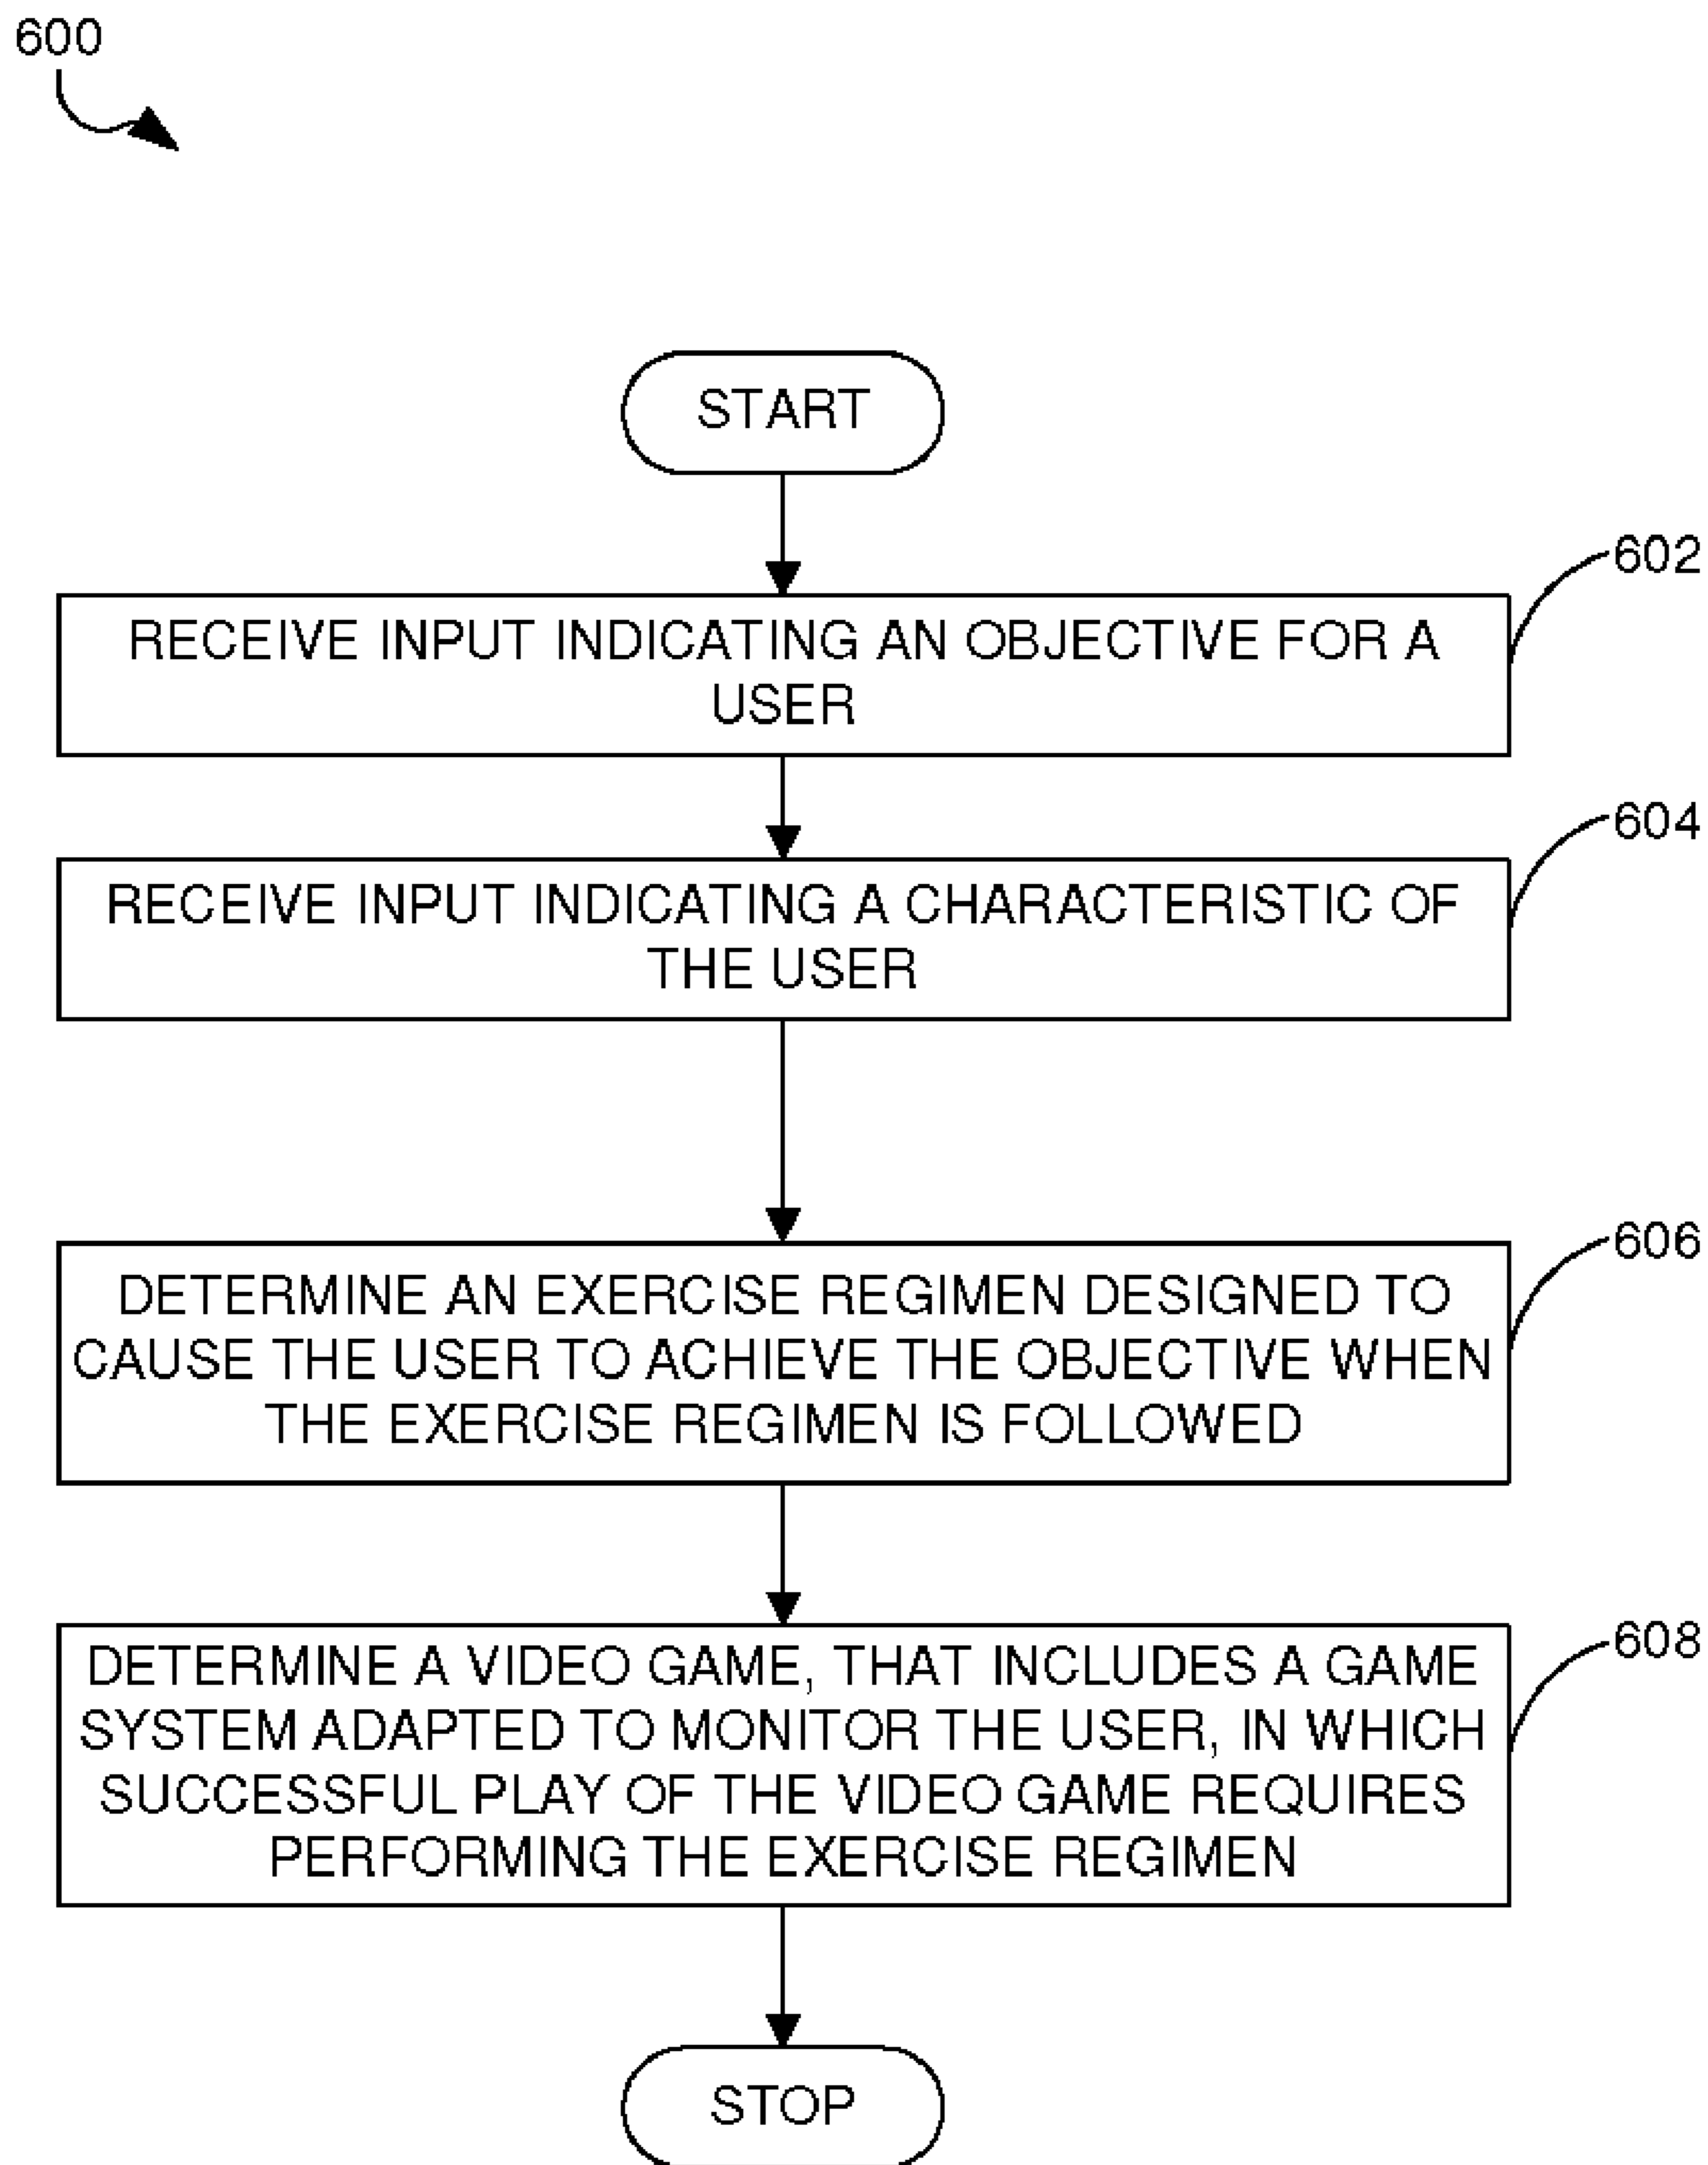 600
START
602
RECEIVE INPUT INDICATING AN OBJECTIVE FOR A
USER
604
RECEIVE INPUT INDICATING A CHARACTERISTIC OF
THE USER
606
DETERMINE AN EXERCISE REGIMEN DESIGNED TO
CAUSE THE USER TO ACHIEVE THE OBJECTIVE WHEN
THE EXERCISE REGIMEN IS FOLLOWED
608
DETERMINE A VIDEO GAME, THAT INCLUDES A GAME
SYSTEM ADAPTED TO MONITOR THE USER, IN WHICH
SUCCESSFUL PLAY OF THE VIDEO GAME REQUIRES
PERFORMING THE EXERCISE REGIMEN
STOP